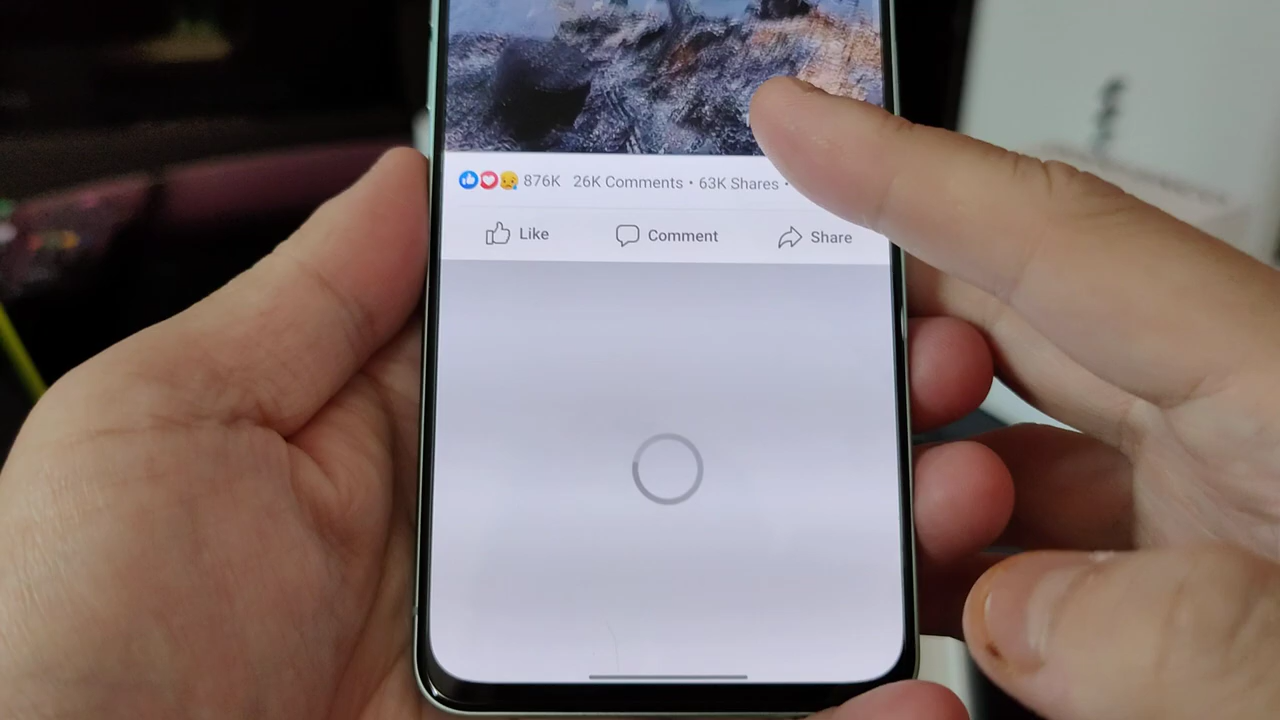 876K 26K Comments • 63K Shares •
Like Comment Share